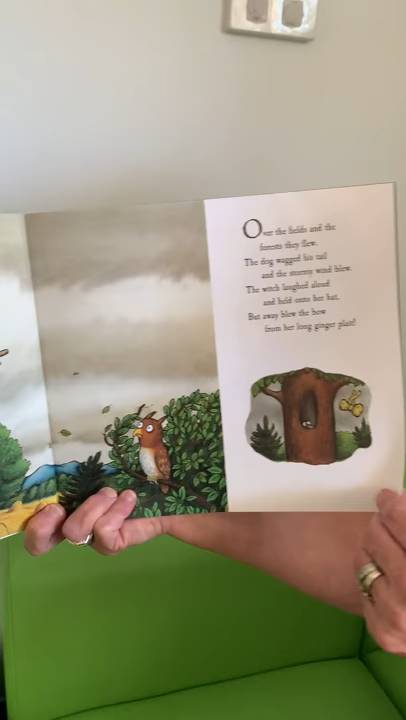 Over the fields and the
forests they flew.
The dog wagged his tail
and the stormy wind blew.
The witch laughed aloud
and held onto her hat,
But away blew the bow
from her long ginger plait!